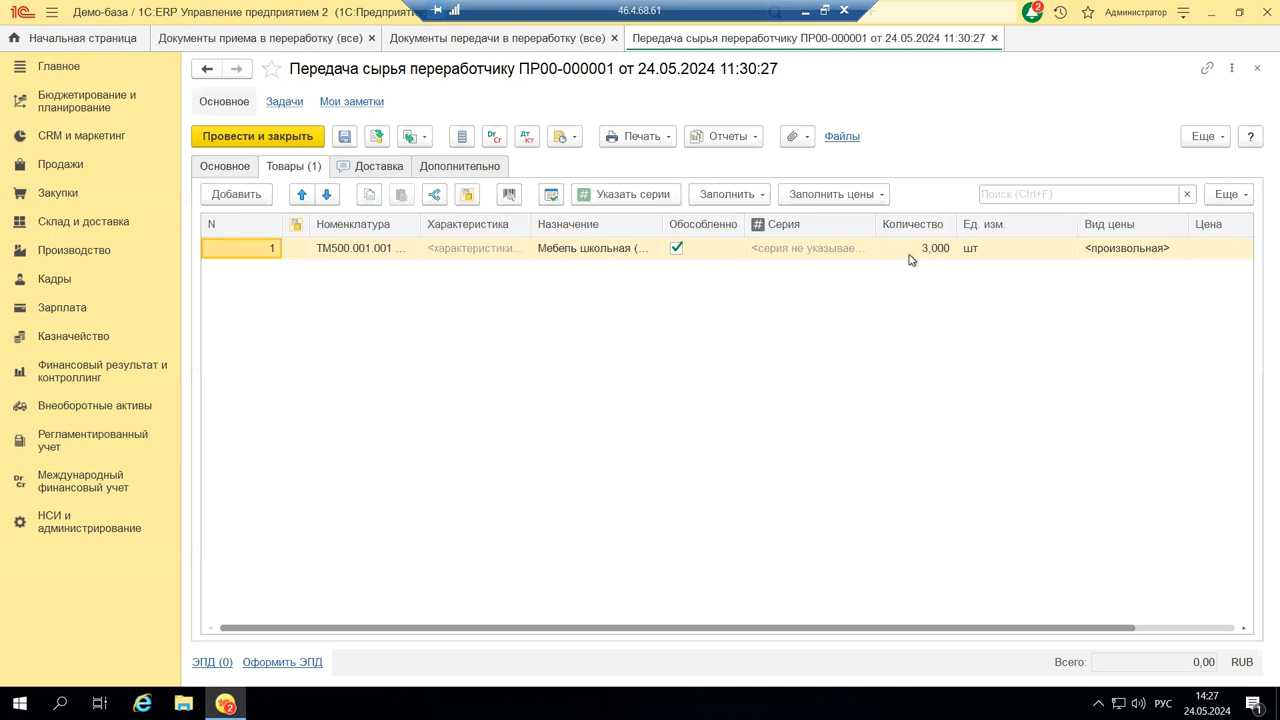 Демо-база / 1С:ERP Управление предприятием 2 (1С:Предприятие
46.4.68.61
2
Администратор
Начальная страница
Документы приема в переработку (все)
Документы передачи в переработку (все)
Передача сырья переработчику ПР00-000001 от 24.05.2024 11:30:27
Главное
Бюджетирование и
планирование
CRM и маркетинг
Продажи
Закупки
Склад и доставка
Производство
Кадры
Зарплата
Казначейство
Финансовый результат и
контроллинг
Внеоборотные активы
Регламентированный
учет
Международный
финансовый учет
НСИ и
администрирование
Передача сырья переработчику ПР00-000001 от 24.05.2024 11:30:27
Основное Задачи Мои заметки
Провести и закрыть Dr Cr Дт Кт Печать Отчеты Файлы Еще ?
Основное Товары (1) Доставка Дополнительно
Добавить Указать серии Заполнить Заполнить цены Поиск (Ctrl+F) × Еще
N Номенклатура Характеристика Назначение Обособленно Серия Количество Ед. изм. Вид цены Цена
1 ТМ500.001.001 ... <характеристики... Мебель школьная (... <серия не указывае... 3,000 шт <произвольная>
ЭПД (0) Оформить ЭПД Всего: 0,00 RUB
2
РУС
14:27
24.05.2024
1